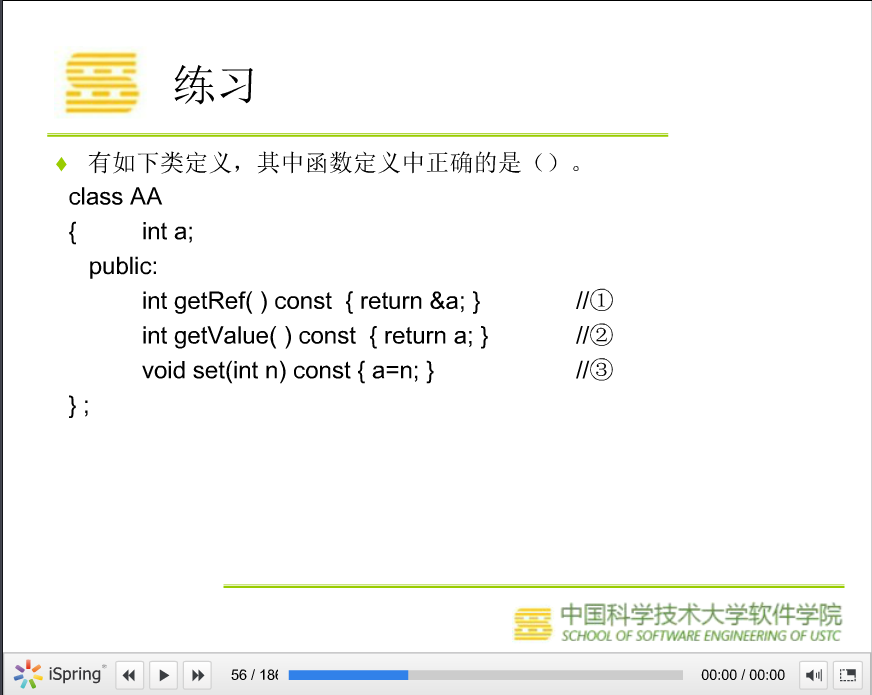 练习
♦ 有如下类定义，其中函数定义中正确的是（）。
class AA
{ int a;
public:
int getRef( ) const { return &a; } //①
int getValue( ) const { return a; } //②
void set(int n) const { a=n; } //③
} ;
中国科学技术大学软件学院
SCHOOL OF SOFTWARE ENGINEERING OF USTC
iSpring® 56 / 186 00:00 / 00:00